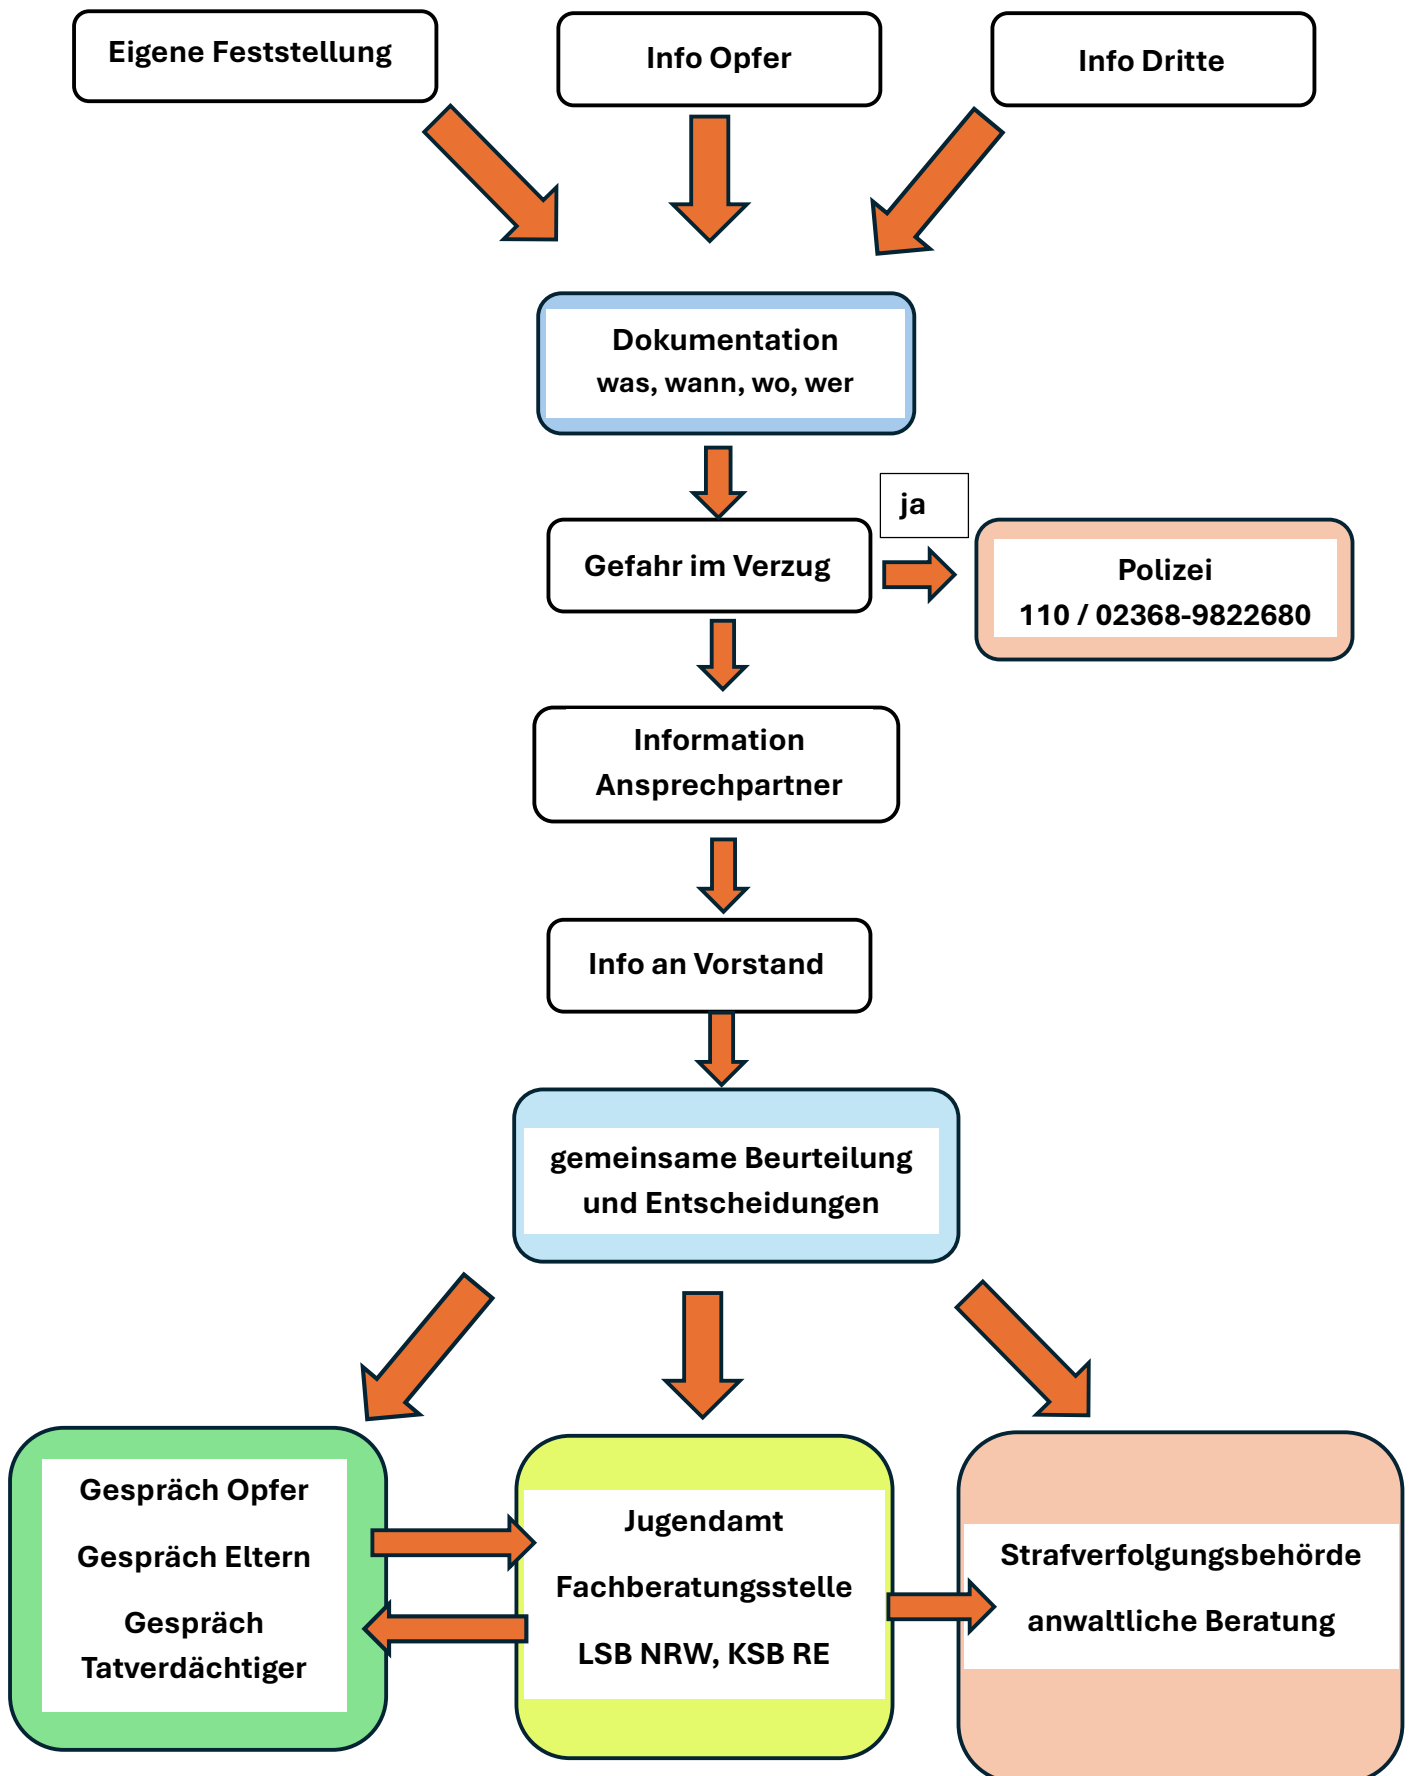 Eigene Feststellung
Info Opfer
Info Dritte
Dokumentation
was, wann, wo, wer
ja
Gefahr im Verzug
Polizei
110 / 02368-9822680
Information
Ansprechpartner
Info an Vorstand
gemeinsame Beurteilung
und Entscheidungen
Gespräch Opfer
Gespräch Eltern
Gespräch
Tatverdächtiger
Jugendamt
Fachberatungsstelle
LSB NRW, KSB RE
Strafverfolgungsbehörde
anwaltliche Beratung